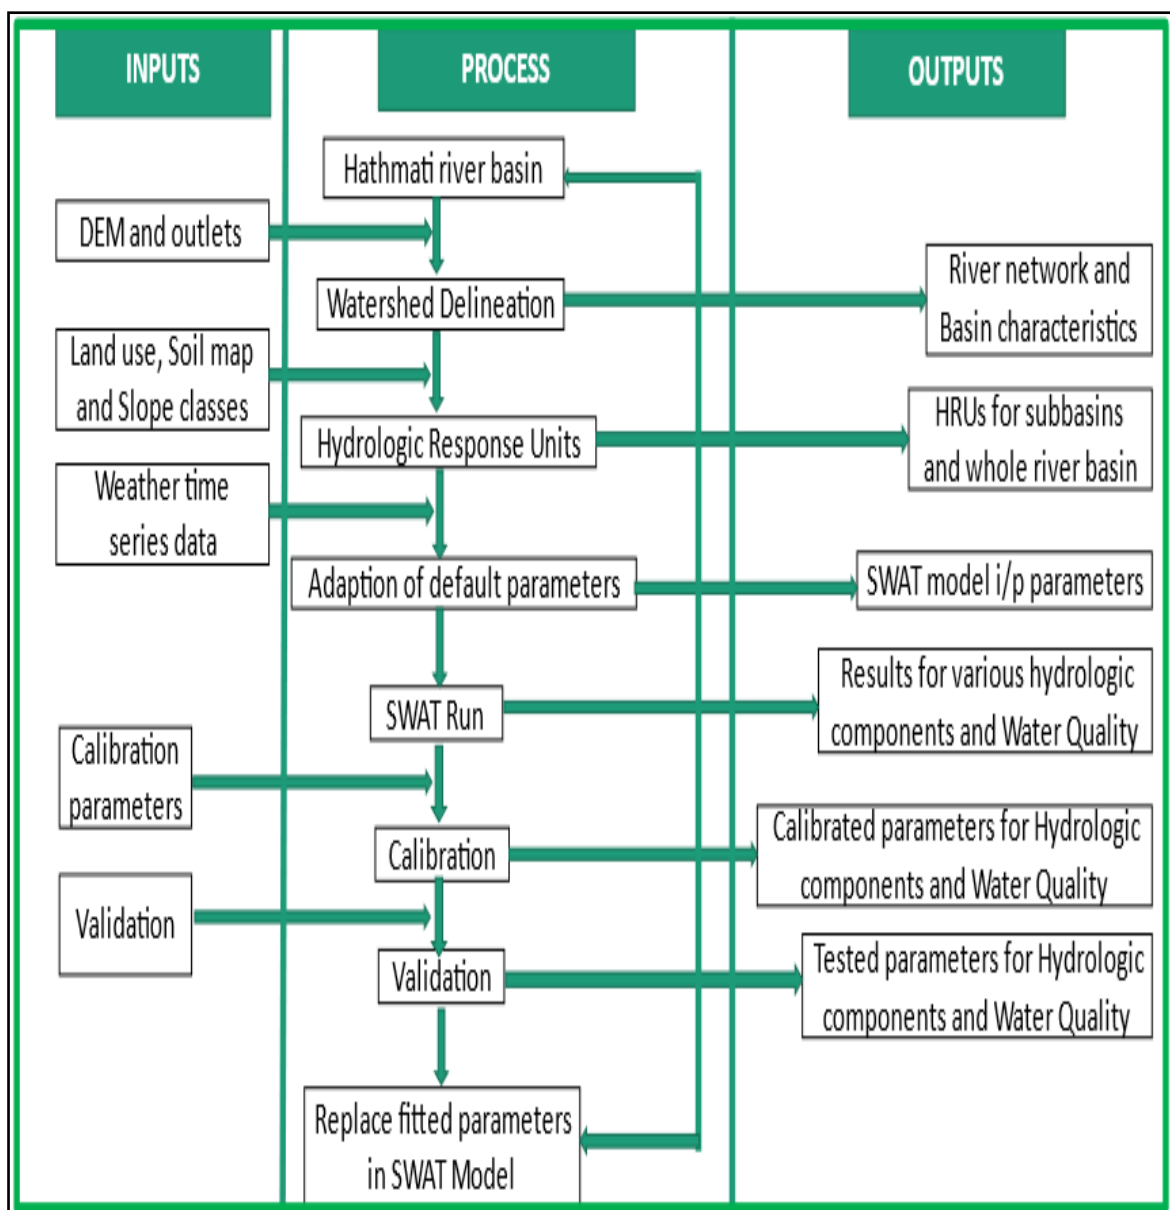 INPUTS
PROCESS
OUTPUTS
Hathmati river basin
DEM and outlets
Watershed Delineation
River network and
Basin characteristics
Land use, Soil map
and Slope classes
Hydrologic Response Units
HRUs for subbasins
and whole river basin
Weather time
series data
Adaption of default parameters
SWAT model i/p parameters
SWAT Run
Results for various hydrologic
components and Water Quality
Calibration
parameters
Calibration
Calibrated parameters for Hydrologic
components and Water Quality
Validation
Validation
Tested parameters for Hydrologic
components and Water Quality
Replace fitted parameters
in SWAT Model